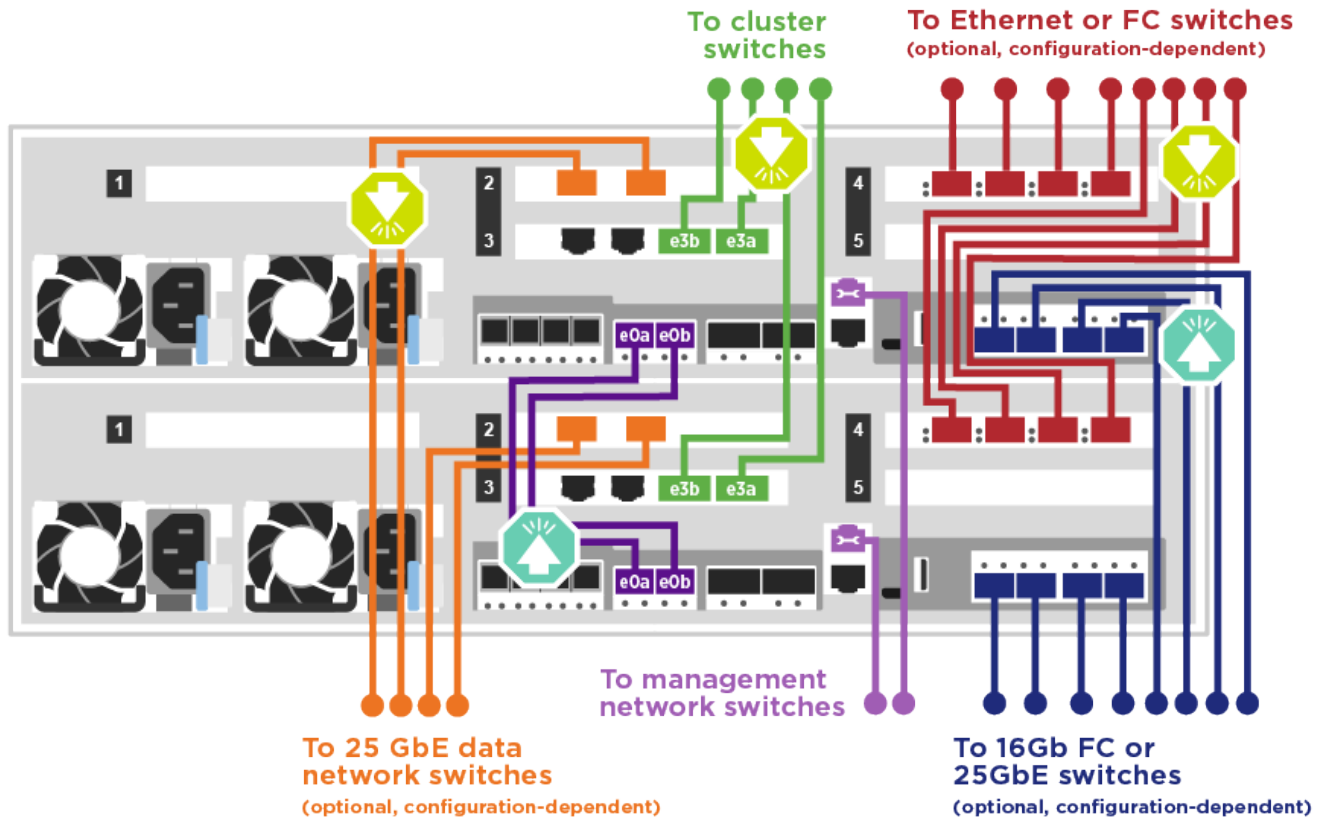 To cluster
switches
To Ethernet or FC switches
(optional, configuration-dependent)
1
2
4
3
e3b
e3a
5
e0a
e0b
1
2
4
3
e3b
e3a
5
e0a
e0b
To management
network switches
To 25 GbE data
network switches
(optional, configuration-dependent)
To 16Gb FC or
25GbE switches
(optional, configuration-dependent)